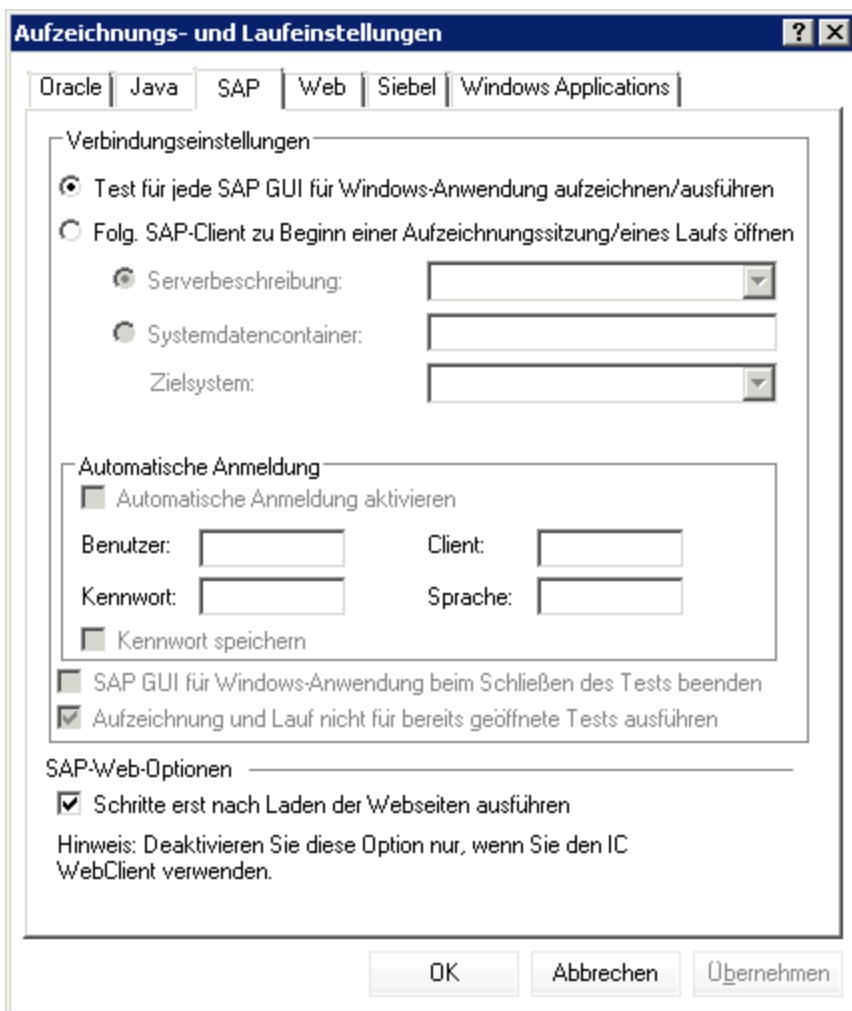 Aufzeichnungs- und Laufeinstellungen
Oracle Java SAP Web Siebel Windows Applications
Verbindungseinstellungen
Test für jede SAP GUI für Windows-Anwendung aufzeichnen/ausführen
Folg. SAP-Client zu Beginn einer Aufzeichnungssitzung/eines Laufs öffnen
Serverbeschreibung:
Systemdatencontainer:
Zielsystem:
Automatische Anmeldung
Automatische Anmeldung aktivieren
Benutzer: Client:
Kennwort: Sprache:
Kennwort speichern
SAP GUI für Windows-Anwendung beim Schließen des Tests beenden
Aufzeichnung und Lauf nicht für bereits geöffnete Tests ausführen
SAP-Web-Optionen
Schritte erst nach Laden der Webseiten ausführen
Hinweis: Deaktivieren Sie diese Option nur, wenn Sie den IC
WebClient verwenden.
OK Abbrechen Übernehmen